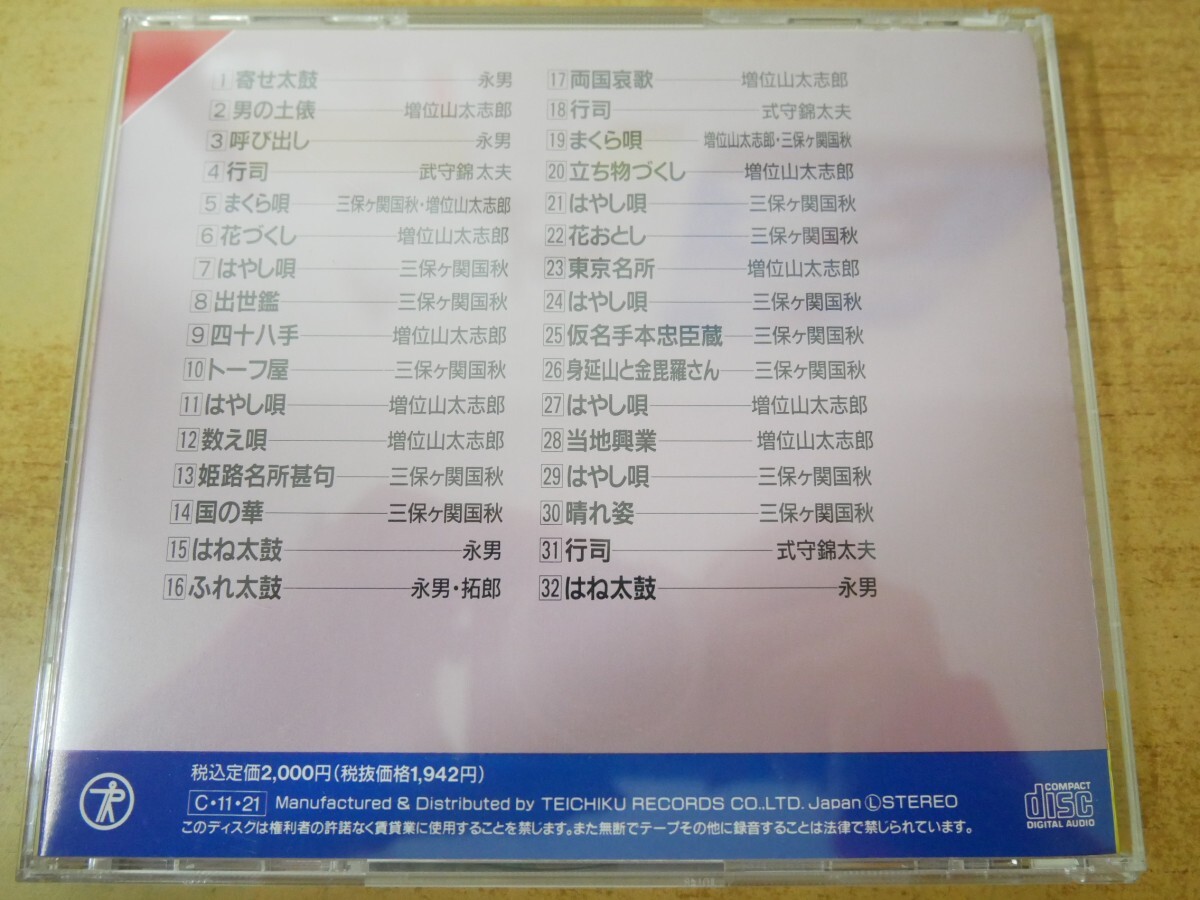 1 寄せ太鼓 永男
2 男の土俵 増位山太志郎
3 呼び出し 永男
4 行司 武守錦太夫
5 まくら唄 三保ヶ関国秋・増位山太志郎
6 花づくし 増位山太志郎
7 はやし唄 三保ヶ関国秋
8 出世鑑 三保ヶ関国秋
9 四十八手 増位山太志郎
10 トーフ屋 三保ヶ関国秋
11 はやし唄 増位山太志郎
12 数え唄 増位山太志郎
13 姫路名所甚句 三保ヶ関国秋
14 国の華 三保ヶ関国秋
15 はね太鼓 永男
16 ふれ太鼓 永男・拓郎
17 両国哀歌 増位山太志郎
18 行司 式守錦太夫
19 まくら唄 増位山太志郎・三保ヶ関国秋
20 立ち物づくし 増位山太志郎
21 はやし唄 三保ヶ関国秋
22 花おとし 三保ヶ関国秋
23 東京名所 増位山太志郎
24 はやし唄 三保ヶ関国秋
25 仮名手本忠臣蔵 三保ヶ関国秋
26 身延山と金毘羅さん 三保ヶ関国秋
27 はやし唄 増位山太志郎
28 当地興業 増位山太志郎
29 はやし唄 三保ヶ関国秋
30 晴れ姿 三保ヶ関国秋
31 行司 式守錦太夫
32 はね太鼓 永男
税込定価2,000円(税抜価格1,942円)
C・11・21 Manufactured & Distributed by TEICHIKU RECORDS CO.,LTD. Japan Ⓛ STEREO
このディスクは権利者の許諾なく賃貸業に使用することを禁じます。また無断でテープその他に録音することは法律で禁じられています。
COMPACT
disc
DIGITAL AUDIO